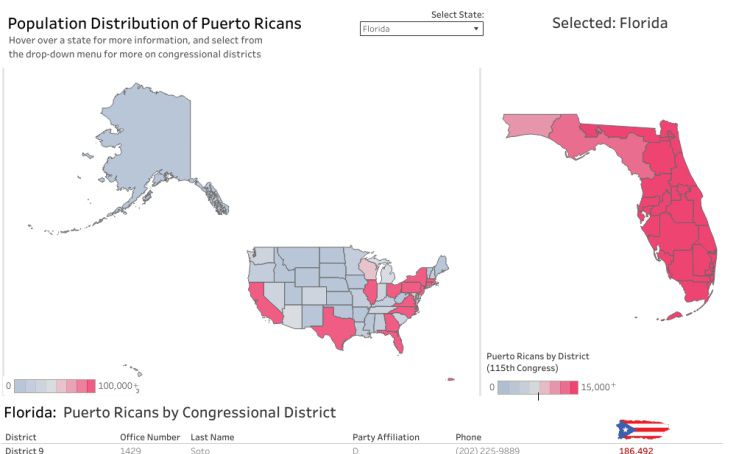 Population Distribution of Puerto Ricans
Hover over a state for more information, and select from
the drop-down menu for more on congressional districts
Select State:
Florida
Selected: Florida
0 100,000+
Puerto Ricans by District
(115th Congress)
0 15,000+
Florida: Puerto Ricans by Congressional District
District Office Number Last Name Party Affiliation Phone
District 9 1429 Soto D (202) 225-9889 186,492